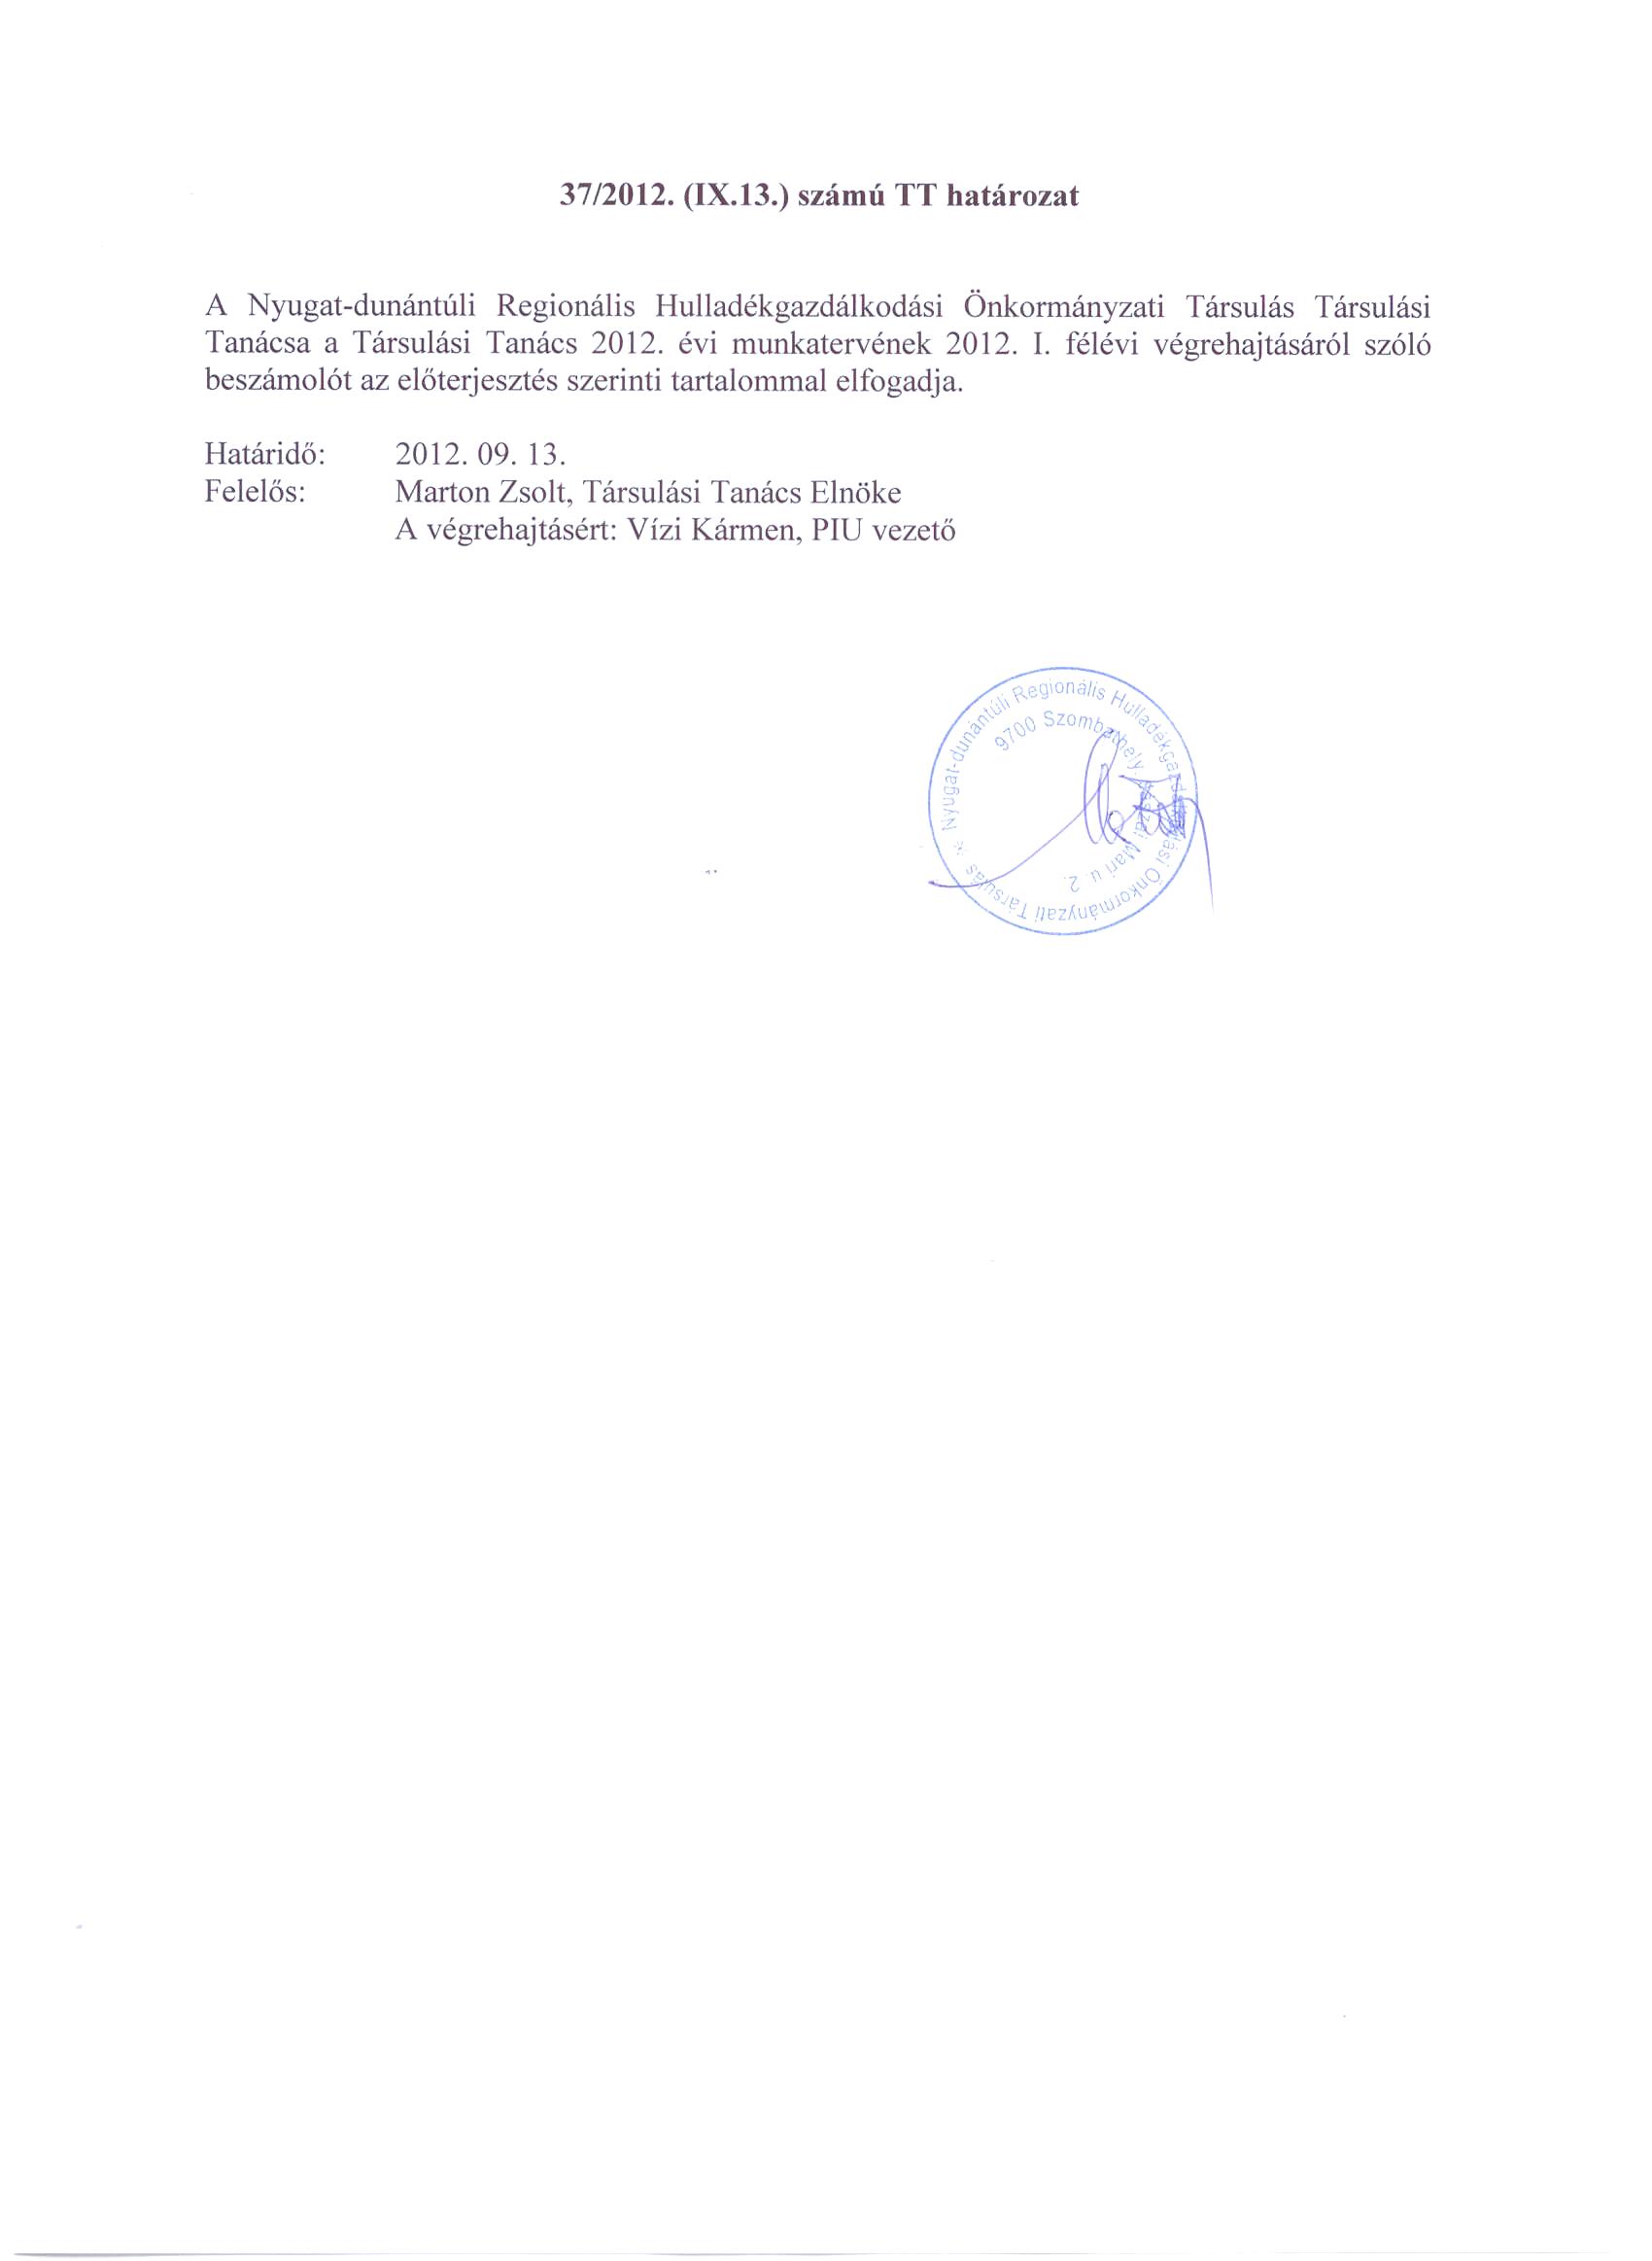 37/2012. (IX.13.) számú TT határozat
A Nyugat-dunántúli Regionális Hulladékgazdálkodási Önkormányzati Társulás Társulási
Tanácsa a Társulási Tanács 2012. évi munkatervének 2012. I. félévi végrehajtásáról szóló
beszámolót az előterjesztés szerinti tartalommal elfogadja.
Határidő: 2012. 09. 13.
Felelős: Marton Zsolt, Társulási Tanács Elnöke
A végrehajtásért: Vízi Kármen, PIU vezető
Nyugat-dunántúli Regionális Hulladékgazdálkodási Önkormányzati Társulás
9700 Szombathely, Mari u. 2.